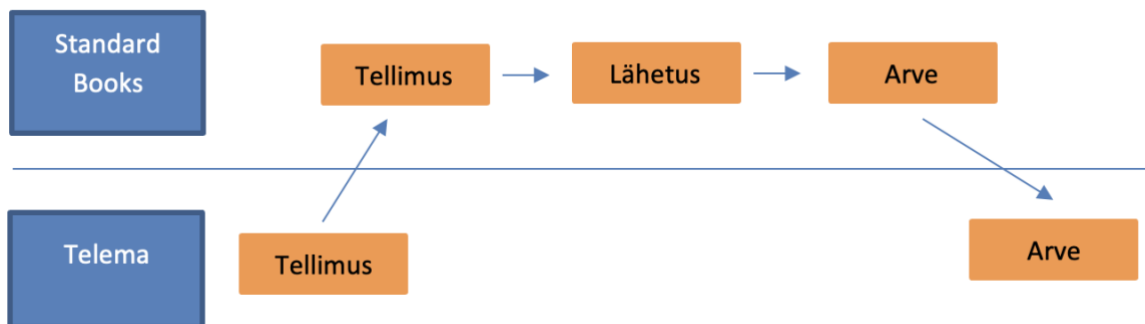 Standard
Books
Tellimus
Lähetus
Arve
Telema
Tellimus
Arve